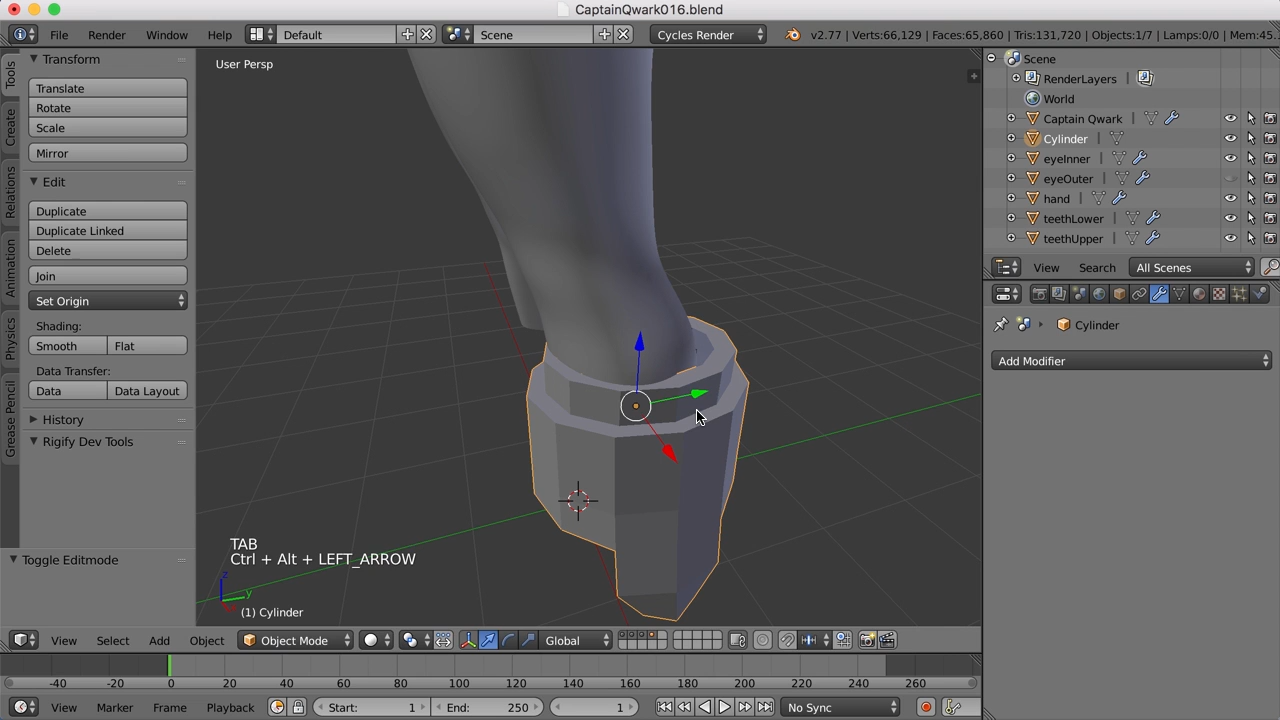 CaptainQwark016.blend
File Render Window Help Default Scene Cycles Render v2.77 | Verts:66,129 | Faces:65,860 | Tris:131,720 | Objects:1/7 | Lamps:0/0 | Mem:45.
Tools
Create
Relations
Animation
Physics
Grease Pencil
Transform
Translate
Rotate
Scale
Mirror
Edit
Duplicate
Duplicate Linked
Delete
Join
Set Origin
Shading:
Smooth Flat
Data Transfer:
Data Data Layout
History
Rigify Dev Tools
Toggle Editmode
User Persp
TAB
Ctrl + Alt + LEFT_ARROW
z
y
(1) Cylinder
Scene
RenderLayers
World
Captain Qwark
Cylinder
eyeInner
eyeOuter
hand
teethLower
teethUpper
View Search All Scenes
Cylinder
Add Modifier
View Select Add Object Object Mode Global
-40 -20 0 20 40 60 80 100 120 140 160 180 200 220 240 260
View Marker Frame Playback Start: 1 End: 250 1 No Sync